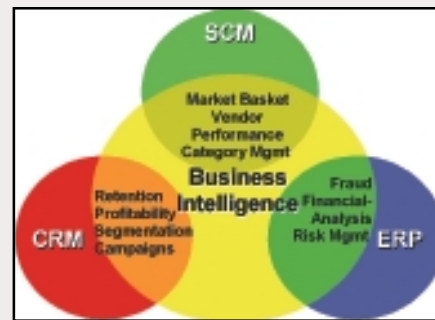 SCM
Market Basket
Vendor
Performance
Category Mgmt
Business
Intelligence
CRM
Retention
Profitability
Segmentation
Campaigns
Fraud
Financial-
Analysis
Risk Mgmt
ERP